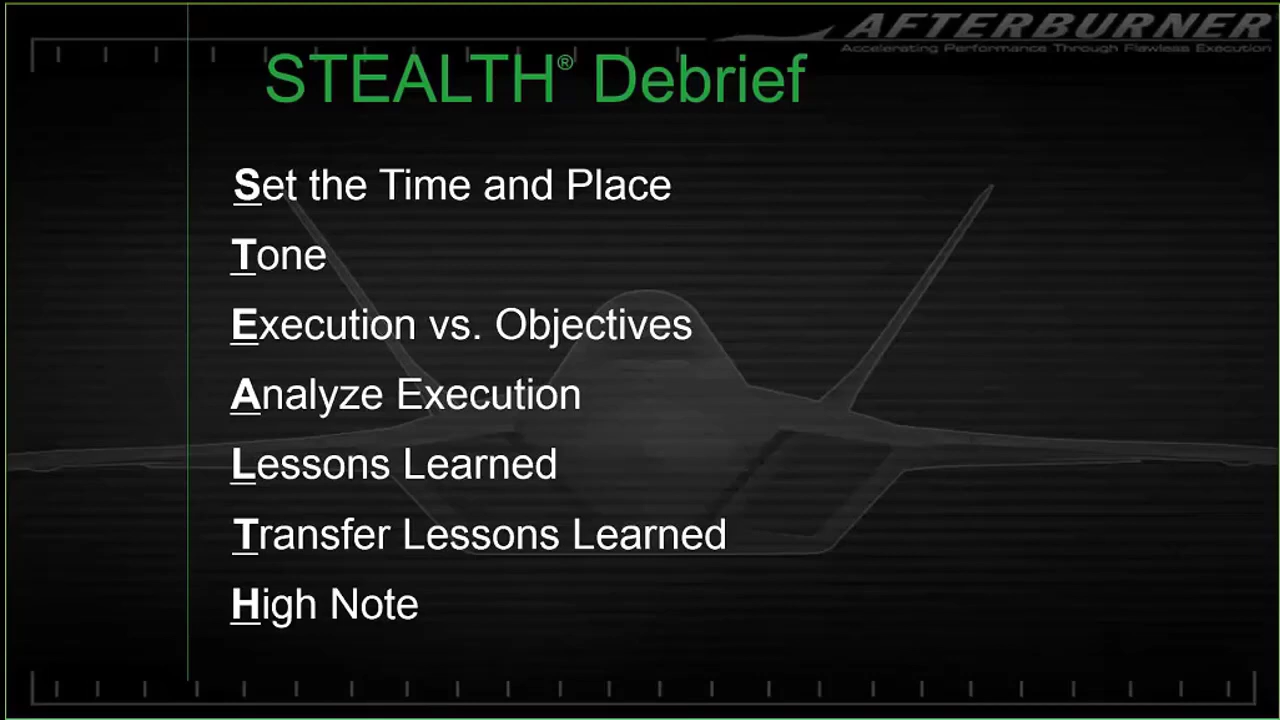 AFTERBURNER
Accelerating Performance Through Flawless Execution
STEALTH® Debrief
Set the Time and Place
Tone
Execution vs. Objectives
Analyze Execution
Lessons Learned
Transfer Lessons Learned
High Note